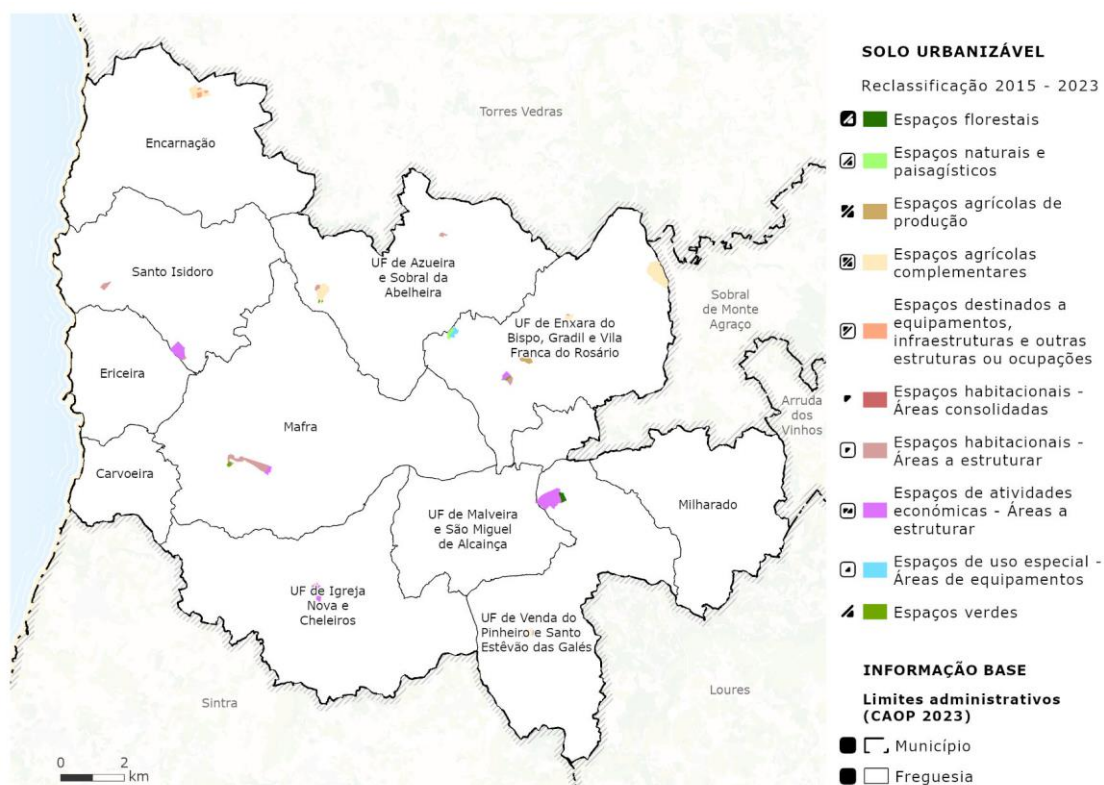 Torres Vedras
Encarnação
Santo Isidoro
UF de Azueira
e Sobral da
Abelheira
Sobral
de Monte
Agraço
UF de Enxara do
Bispo, Gradil e Vila
Franca do Rosário
Ericeira
Arruda
dos
Vinhos
Mafra
Carvoeira
UF de Malveira
e São Miguel
de Alcainça
Milharado
UF de Igreja
Nova e
Cheleiros
UF de Venda do
Pinheiro e Santo
Estêvão das Galés
Sintra
Loures
0 2
km
SOLO URBANIZÁVEL
Reclassificação 2015 - 2023
Espaços florestais
Espaços naturais e
paisagísticos
Espaços agrícolas de
produção
Espaços agrícolas
complementares
Espaços destinados a
equipamentos,
infraestruturas e outras
estruturas ou ocupações
Espaços habitacionais -
Áreas consolidadas
Espaços habitacionais -
Áreas a estruturar
Espaços de atividades
económicas - Áreas a
estruturar
Espaços de uso especial -
Áreas de equipamentos
Espaços verdes
INFORMAÇÃO BASE
Limites administrativos
(CAOP 2023)
Município
Freguesia